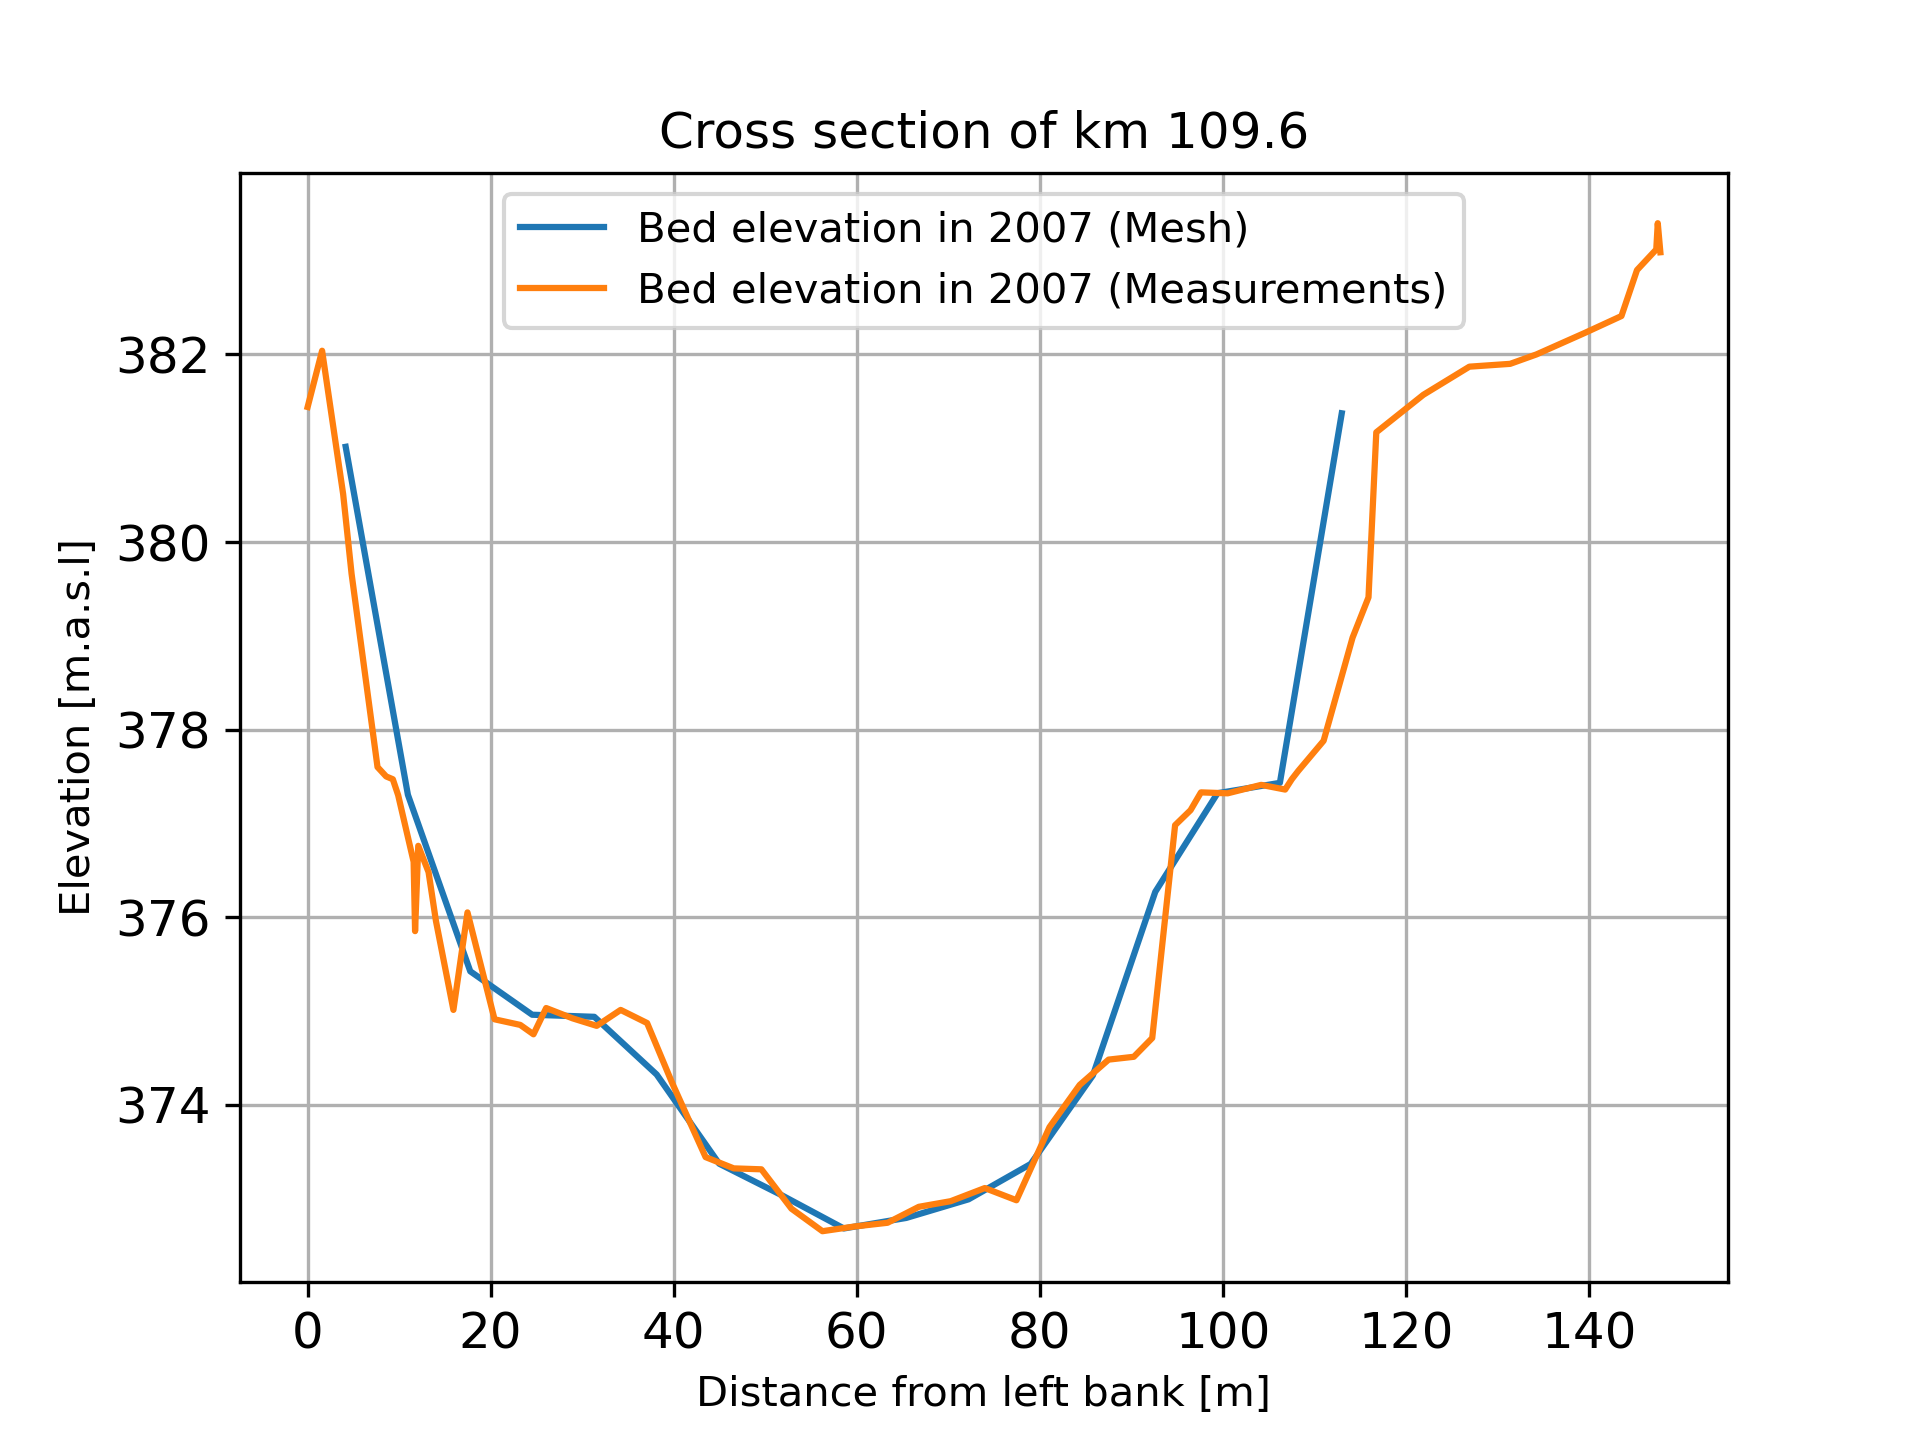 Cross section of km 109.6
Bed elevation in 2007 (Mesh)
Bed elevation in 2007 (Measurements)
382
380
378
376
374
Elevation [m.a.s.l]
0 20 40 60 80 100 120 140
Distance from left bank [m]